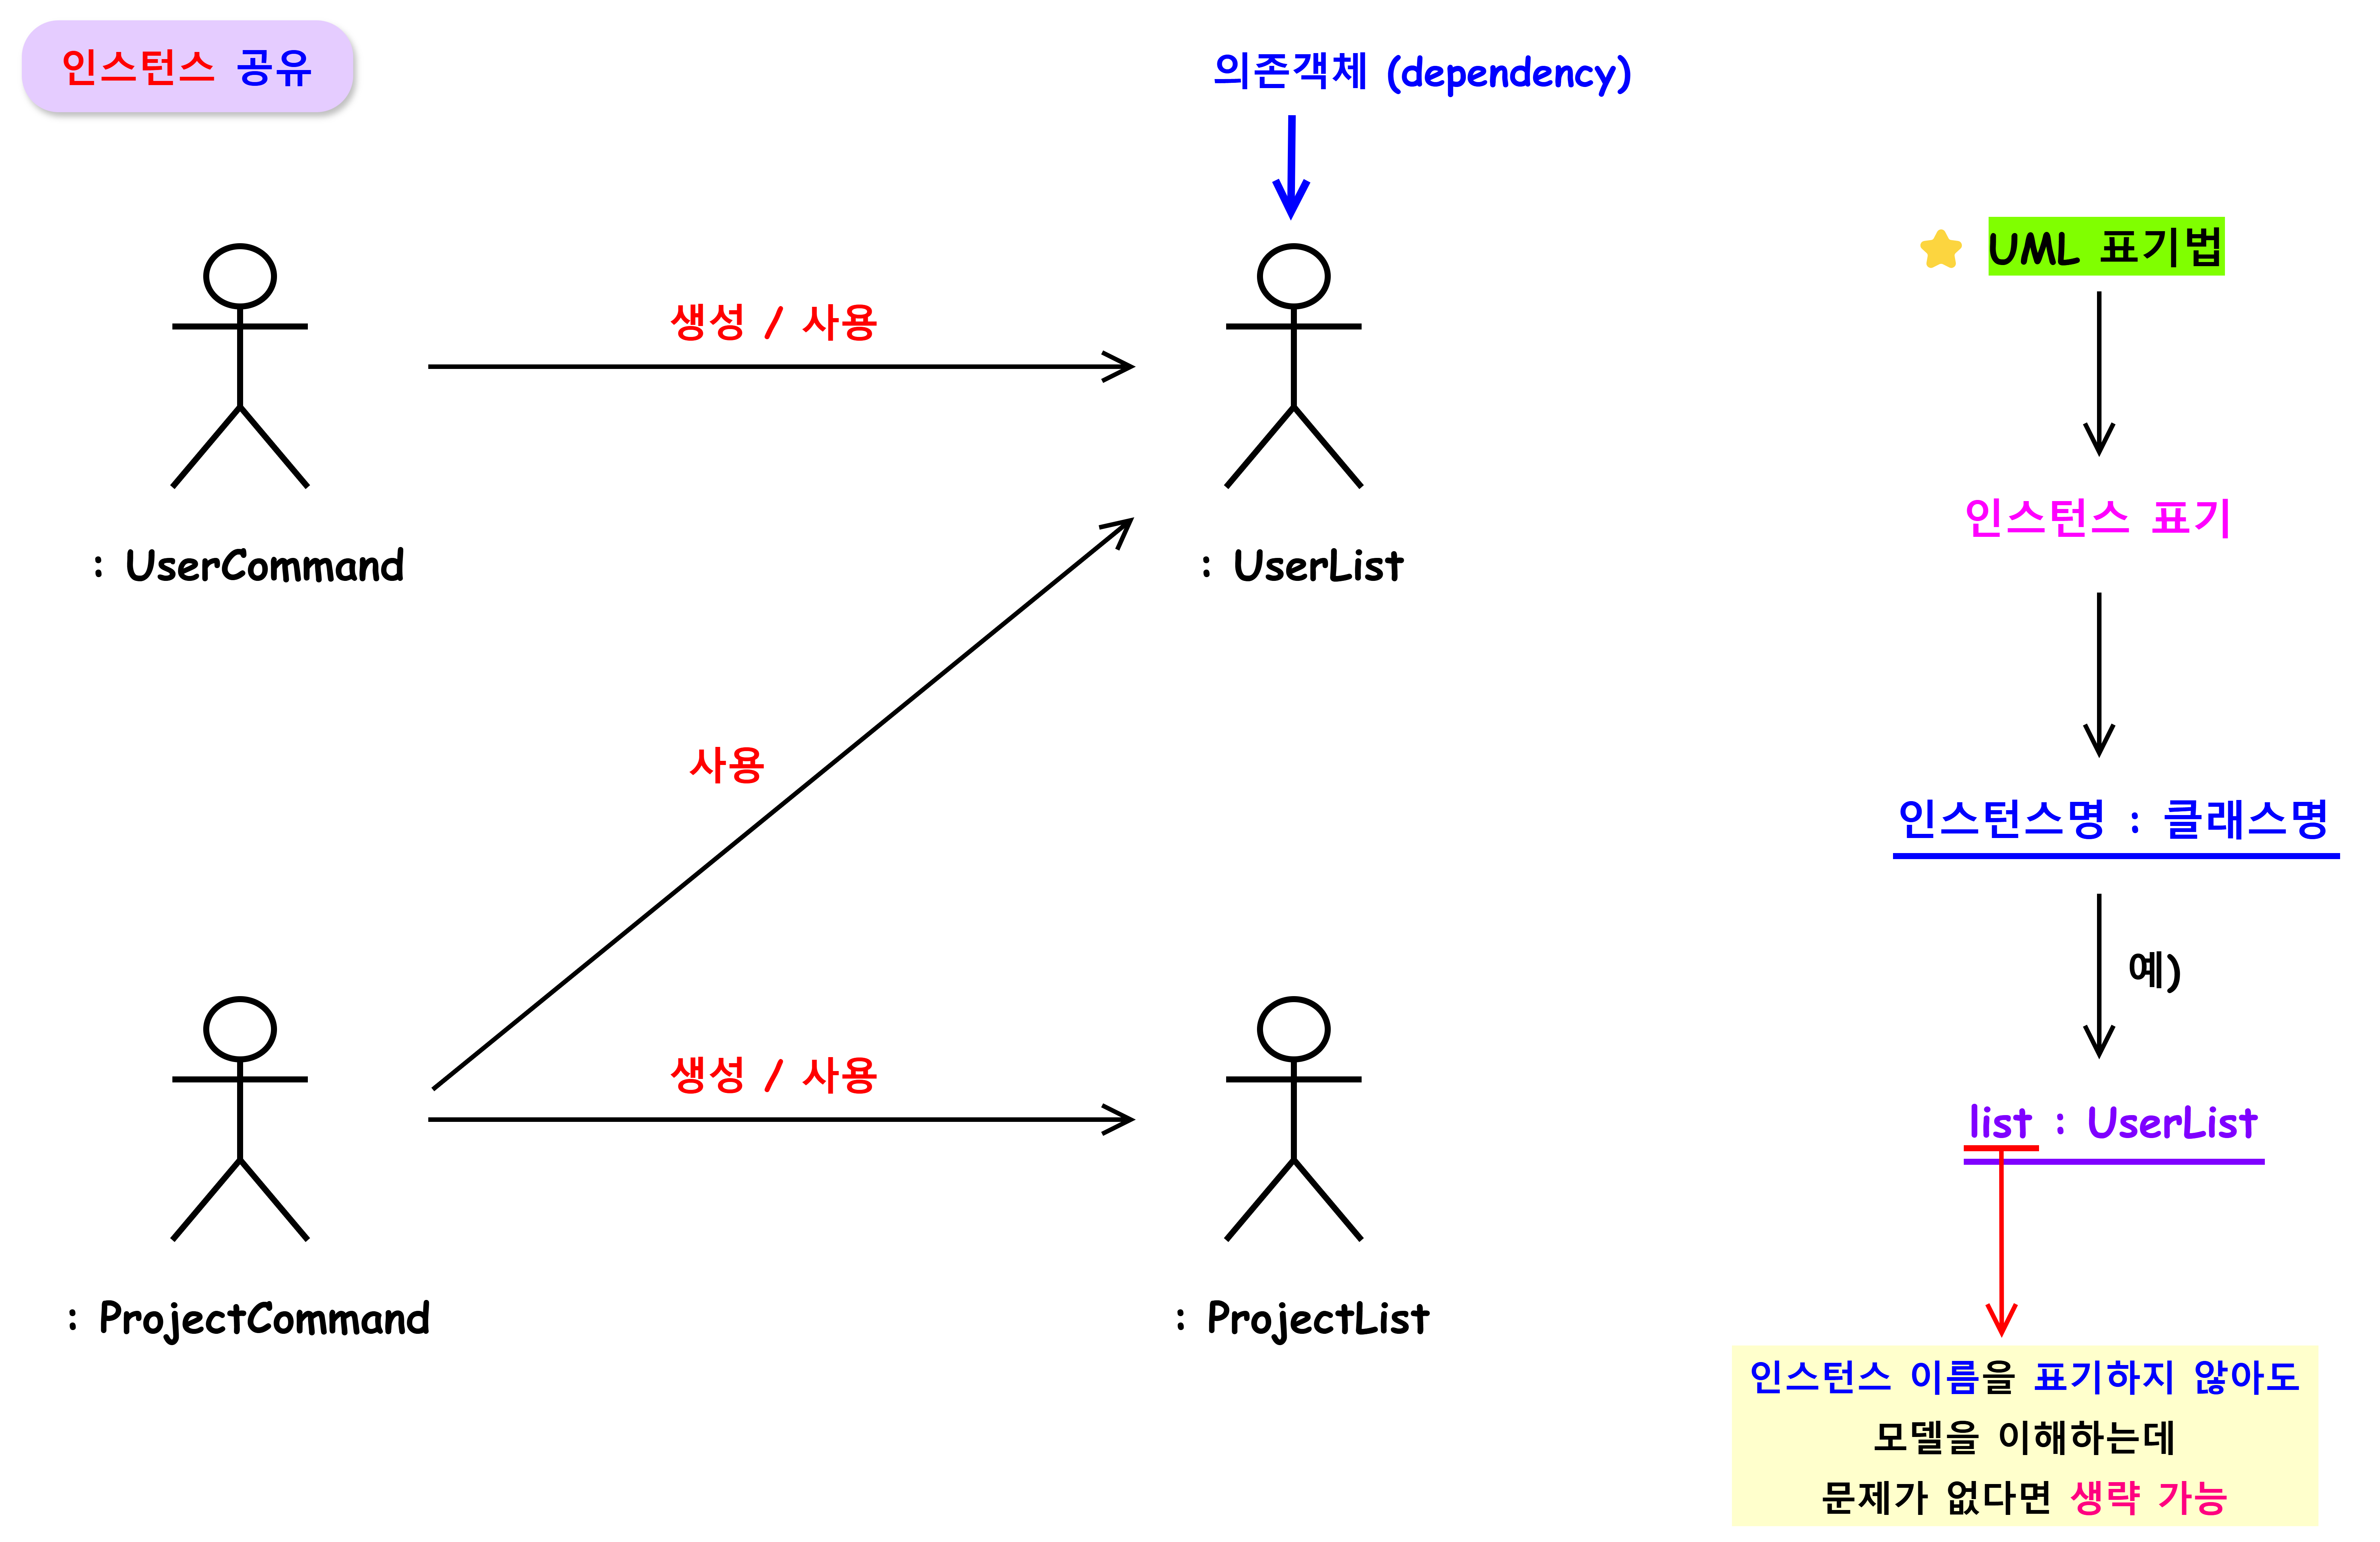 인스턴스 공유
의존객체 (dependency)
생성 / 사용
: UserCommand
: UserList
사용
생성 / 사용
: ProjectCommand
: ProjectList
UML 표기법
인스턴스 표기
인스턴스명 : 클래스명
예)
list : UserList
인스턴스 이름을 표기하지 않아도
모델을 이해하는데
문제가 없다면 생략 가능